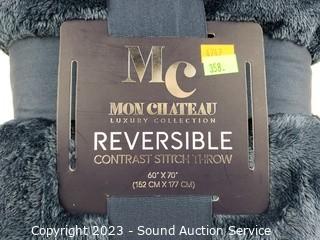 MC
4747
358.
MON CHATEAU
LUXURY COLLECTION
REVERSIBLE
CONTRAST STITCH THROW
60" X 70"
(152 CM X 177 CM)
Copyright 2023 - Sound Auction Service